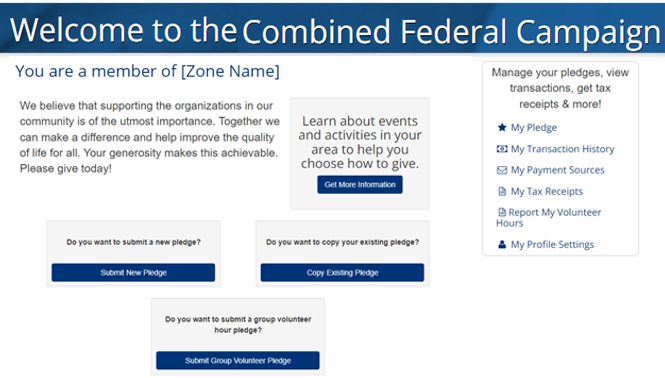 Welcome to the Combined Federal Campaign
You are a member of [Zone Name]
We believe that supporting the organizations in our
community is of the utmost importance. Together we
can make a difference and help improve the quality
of life for all. Your generosity makes this achievable.
Please give today!
Learn about events
and activities in your
area to help you
choose how to give.
Get More Information
Do you want to submit a new pledge?
Submit New Pledge
Do you want to copy your existing pledge?
Copy Existing Pledge
Do you want to submit a group volunteer
hour pledge?
Submit Group Volunteer Pledge
Manage your pledges, view
transactions, get tax
receipts & more!
My Pledge
My Transaction History
My Payment Sources
My Tax Receipts
Report My Volunteer
Hours
My Profile Settings